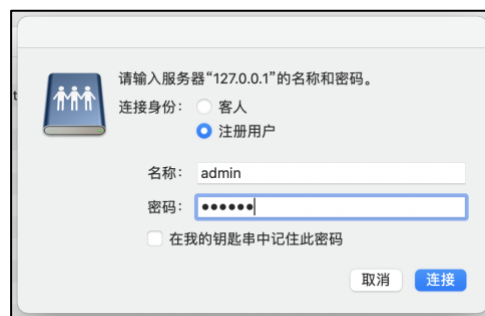 请输入服务器“127.0.0.1”的名称和密码。
连接身份： 客人
注册用户
名称： admin
密码： ••••••
在我的钥匙串中记住此密码
取消 连接